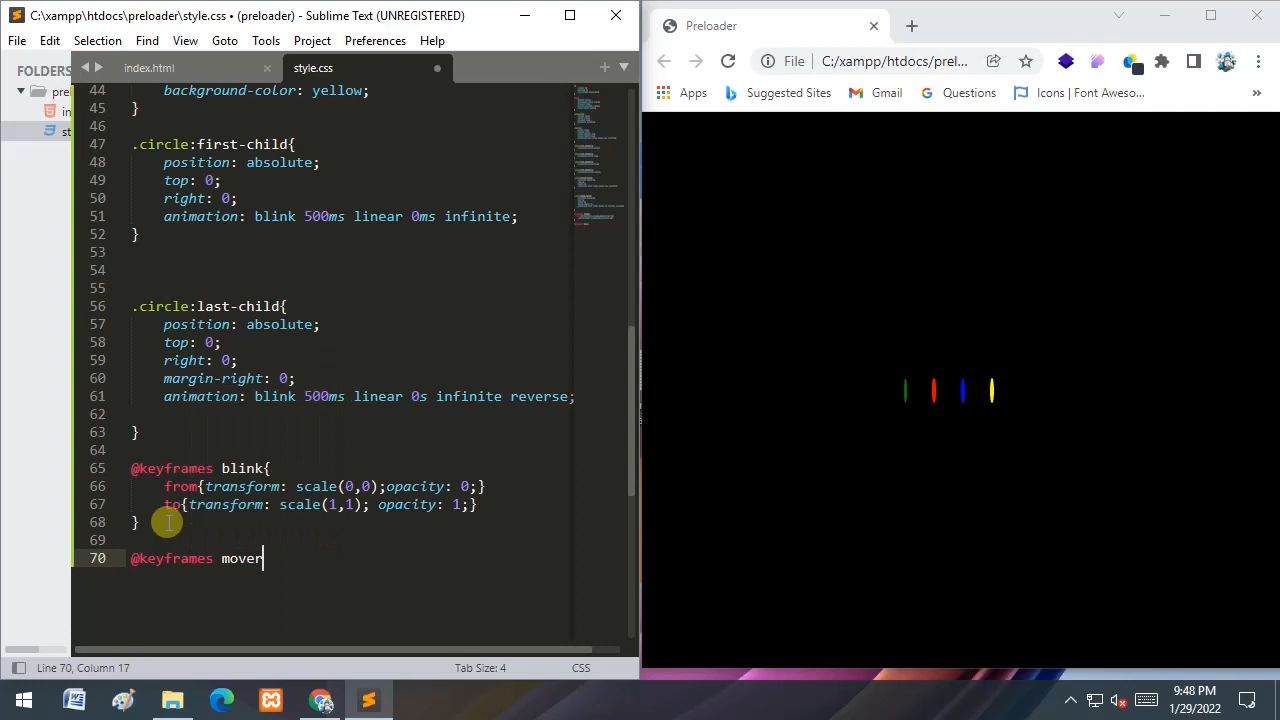 C:\xampp\htdocs\preloader\style.css • (preloader) - Sublime Text (UNREGISTERED)
File Edit Selection Find View Goto Tools Project Preferences Help
FOLDERS
index.html
style.css
44 background-color: yellow;
45 }
46
47 .circle:first-child{
48 position: absolute;
49 top: 0;
50 right: 0;
51 animation: blink 500ms linear 0ms infinite;
52 }
53
54
55
56 .circle:last-child{
57 position: absolute;
58 top: 0;
59 right: 0;
60 margin-right: 0;
61 animation: blink 500ms linear 0s infinite reverse;
62
63 }
64
65 @keyframes blink{
66 from{transform: scale(0,0);opacity: 0;}
67 to{transform: scale(1,1); opacity: 1;}
68 }
69
70 @keyframes mover
Line 70, Column 17
Tab Size: 4
CSS
Preloader
File C:/xampp/htdocs/prelo...
Apps Suggested Sites Gmail Questions Icons | Font Aweso... »
9:48 PM
1/29/2022